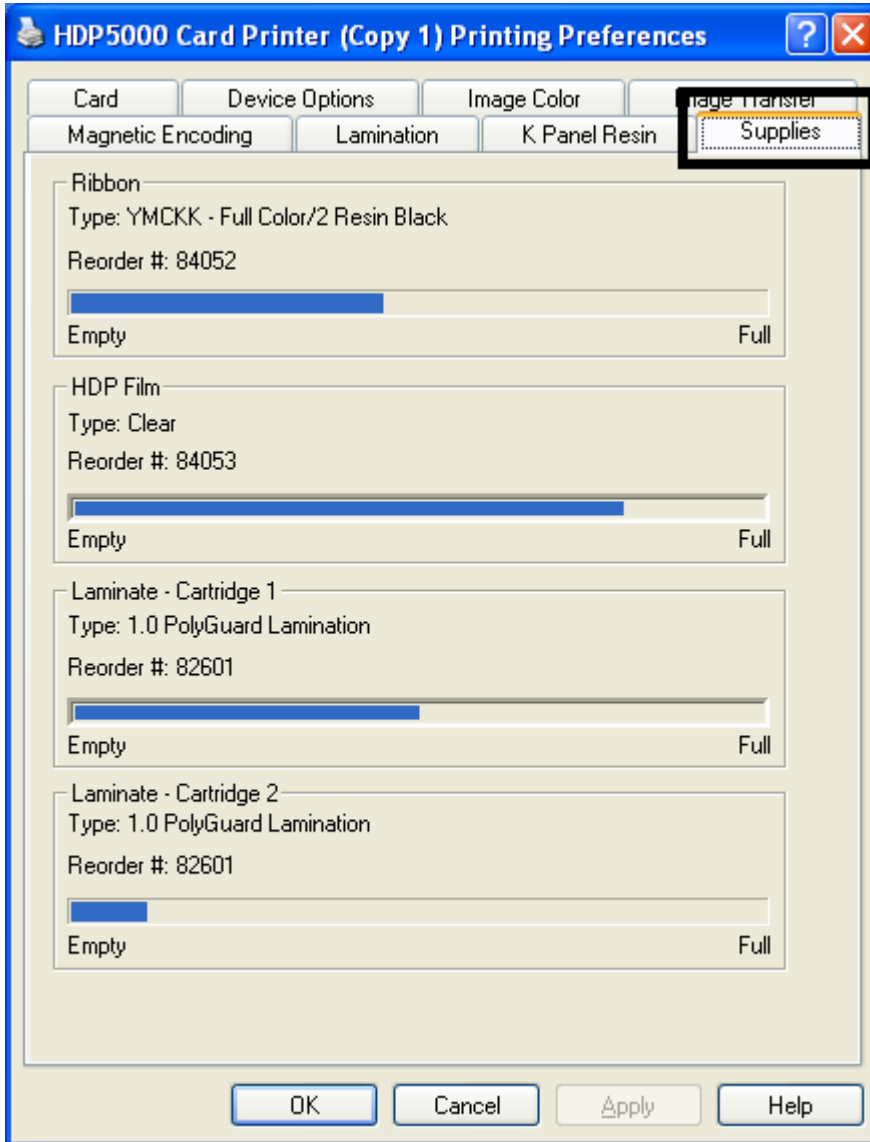 HDP5000 Card Printer (Copy 1) Printing Preferences
Card Device Options Image Color Image Transfer
Magnetic Encoding Lamination K Panel Resin Supplies
Ribbon
Type: YMCKK - Full Color/2 Resin Black
Reorder #: 84052
Empty Full
HDP Film
Type: Clear
Reorder #: 84053
Empty Full
Laminate - Cartridge 1
Type: 1.0 PolyGuard Lamination
Reorder #: 82601
Empty Full
Laminate - Cartridge 2
Type: 1.0 PolyGuard Lamination
Reorder #: 82601
Empty Full
OK Cancel Apply Help